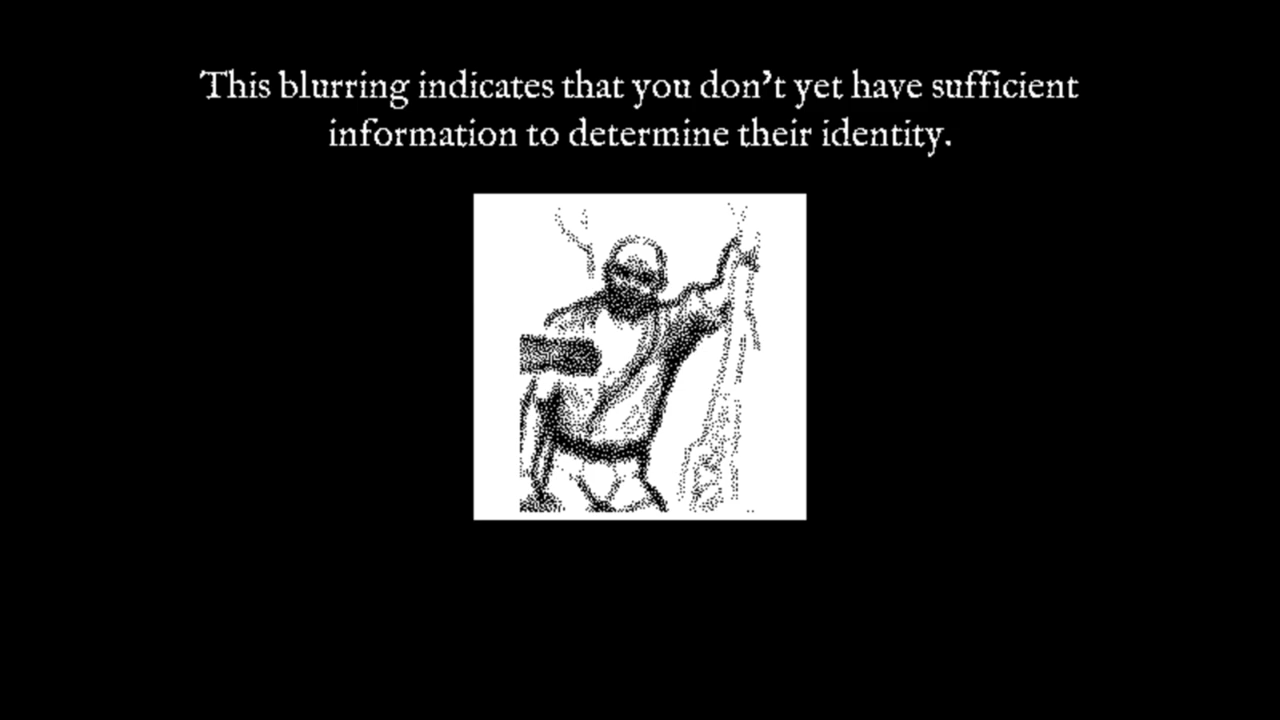 This blurring indicates that you don’t yet have sufficient
information to determine their identity.